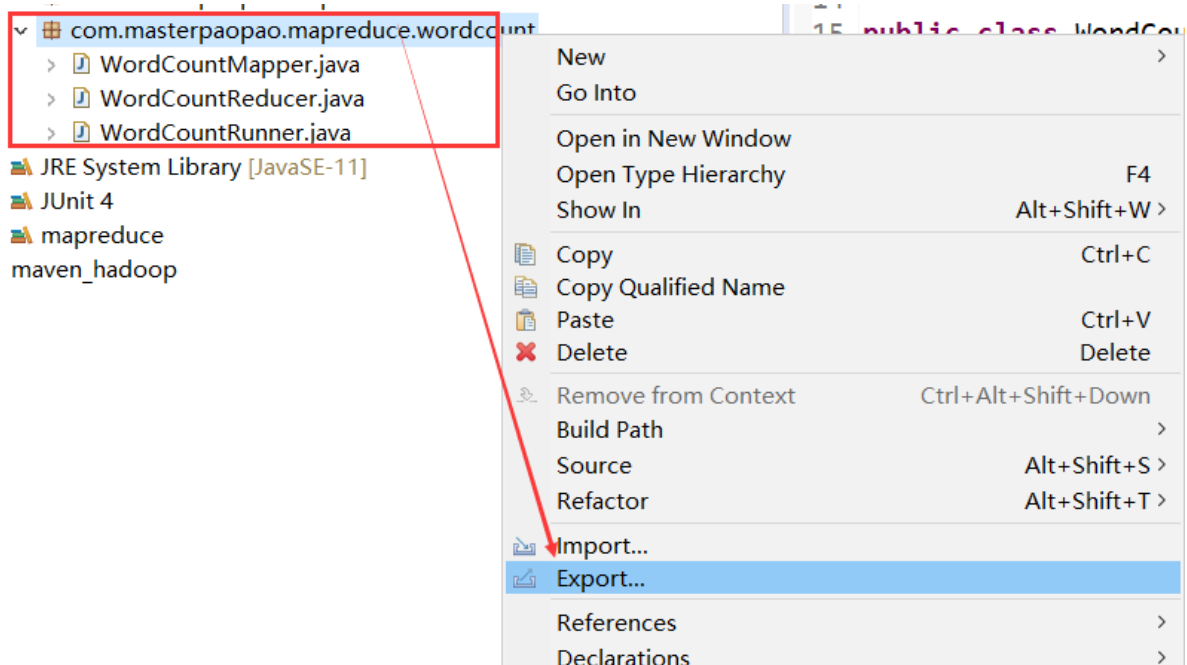 com.masterpaopao.mapreduce.wordcount
WordCountMapper.java
WordCountReducer.java
WordCountRunner.java
JRE System Library [JavaSE-11]
JUnit 4
mapreduce
maven_hadoop
15 public class WordCou
New
Go Into
Open in New Window
Open Type Hierarchy F4
Show In Alt+Shift+W
Copy Ctrl+C
Copy Qualified Name
Paste Ctrl+V
Delete Delete
Remove from Context Ctrl+Alt+Shift+Down
Build Path
Source Alt+Shift+S
Refactor Alt+Shift+T
Import...
Export...
References
Declarations